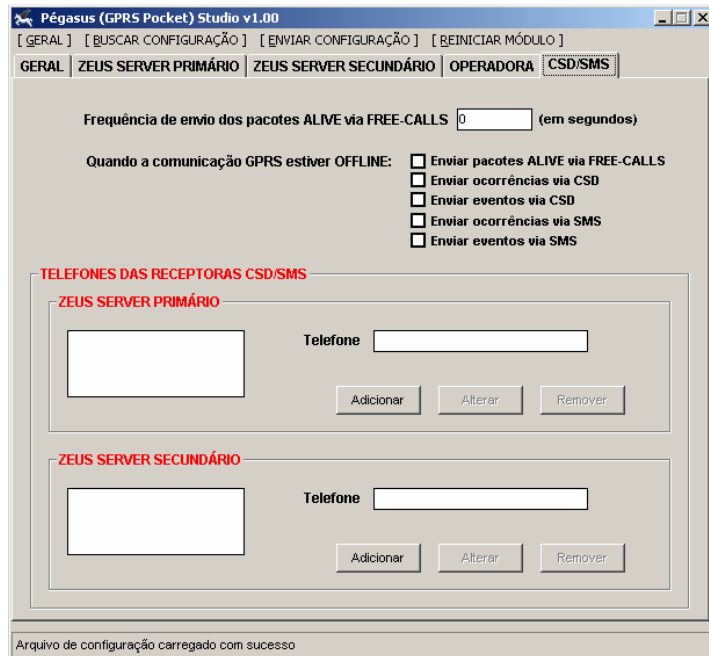 Pégasus (GPRS Pocket) Studio v1.00
[ GERAL ] [ BUSCAR CONFIGURAÇÃO ] [ ENVIAR CONFIGURAÇÃO ] [ REINICIAR MÓDULO ]
GERAL ZEUS SERVER PRIMÁRIO ZEUS SERVER SECUNDÁRIO OPERADORA CSD/SMS
Frequência de envio dos pacotes ALIVE via FREE-CALLS 0 (em segundos)
Quando a comunicação GPRS estiver OFFLINE: Enviar pacotes ALIVE via FREE-CALLS
Enviar ocorrências via CSD
Enviar eventos via CSD
Enviar ocorrências via SMS
Enviar eventos via SMS
TELEFONES DAS RECEPTORAS CSD/SMS
ZEUS SERVER PRIMÁRIO
Telefone
Adicionar Alterar Remover
ZEUS SERVER SECUNDÁRIO
Telefone
Adicionar Alterar Remover
Arquivo de configuração carregado com sucesso